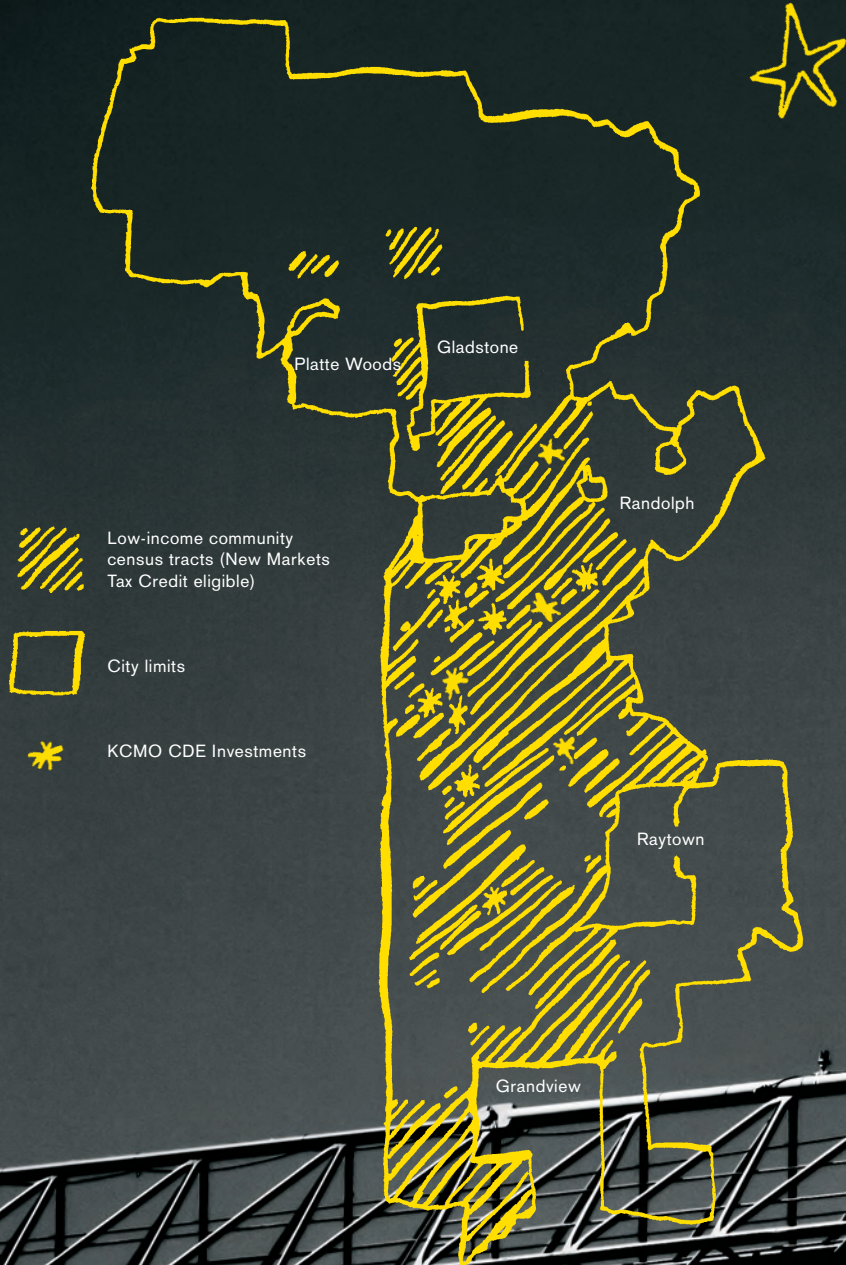 Platte Woods
Gladstone
Randolph
Low-income community
census tracts (New Markets
Tax Credit eligible)
City limits
KCMO CDE Investments
Raytown
Grandview